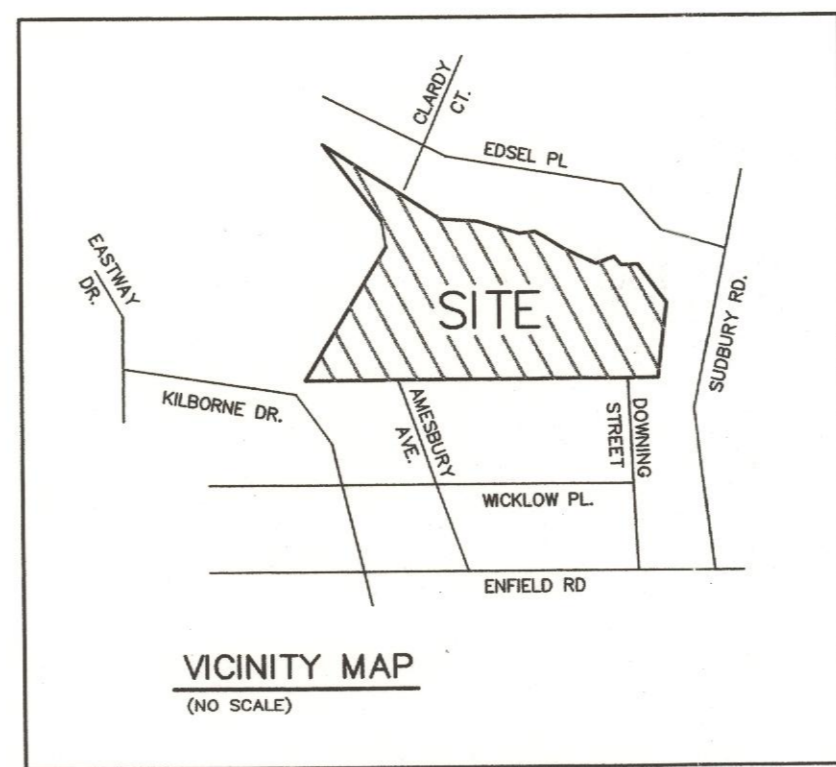 CLARDY
CT.
EDSEL PL
EASTWAY
DR.
SITE
SUDBURY RD.
KILBORNE DR.
AMESBURY
AVE.
DOWNING
STREET
WICKLOW PL.
ENFIELD RD
VICINITY MAP
(NO SCALE)